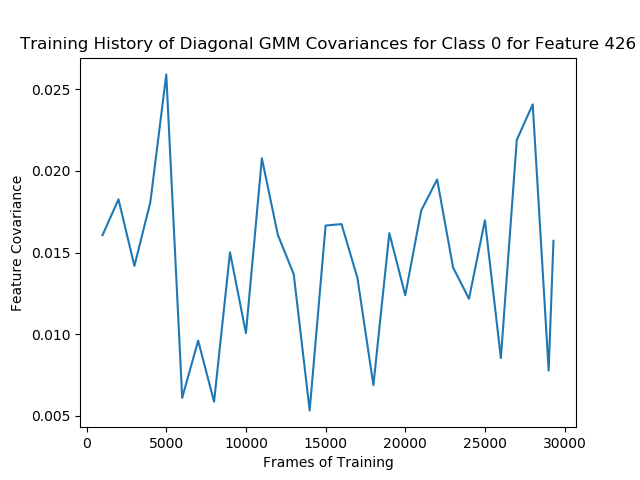 Training History of Diagonal GMM Covariances for Class 0 for Feature 426
0.025
0.020
0.015
0.010
0.005
Feature Covariance
0 5000 10000 15000 20000 25000 30000
Frames of Training